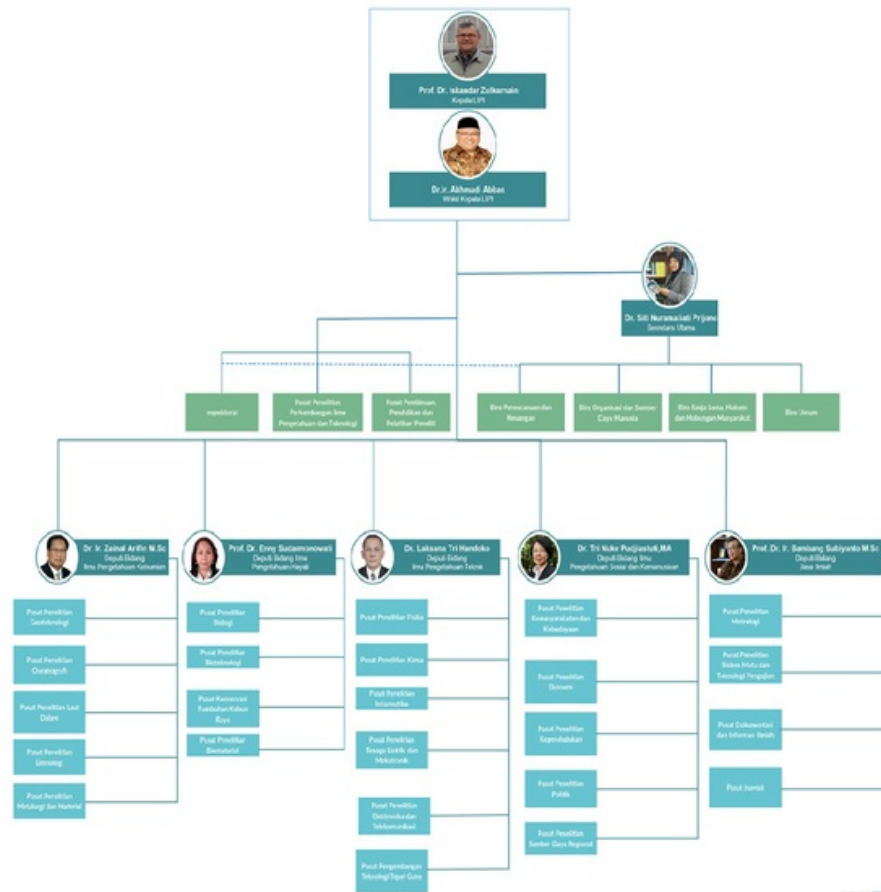 Prof. Dr. Iskandar Zulkarnain
Kepala LIPI
Dr.Ir. Akhmadi Abbas
Wakil Kepala LIPI
Dr. Siti Nuramaliati Prijono
Sekretaris Utama
Inspektorat
Pusat Penelitian
Perkembangan Ilmu
Pengetahuan dan Teknologi
Pusat Pembinaan,
Pendidikan dan
Pelatihan Peneliti
Biro Perencanaan dan
Keuangan
Biro Organisasi dan Sumber
Daya Manusia
Biro Kerja Sama, Hukum
dan Hubungan Masyarakat
Biro Umum
Dr. Ir. Zainal Arifin M.Sc
Deputi Bidang
Ilmu Pengetahuan Kebumian
Prof. Dr. Enny Sudarmonowati
Deputi Bidang Ilmu
Pengetahuan Hayati
Dr. Laksana Tri Handoko
Deputi Bidang
Ilmu Pengetahuan Teknik
Dr. Tri Nuke Pudjiastuti,MA
Deputi Bidang Ilmu
Pengetahuan Sosial dan Kemanusiaan
Prof. Dr. Ir. Bambang Subiyanto M.Sc
Deputi Bidang
Jasa Ilmiah
Pusat Penelitian
Geoteknologi
Pusat Penelitian
Oseanografi
Pusat Penelitian Laut
Dalam
Pusat Penelitian
Limnologi
Pusat Penelitian
Metalurgi dan Material
Pusat Penelitian
Biologi
Pusat Penelitian
Bioteknologi
Pusat Konservasi
Tumbuhan Kebun
Raya
Pusat Penelitian
Biomaterial
Pusat Penelitian Fisika
Pusat Penelitian Kimia
Pusat Penelitian
Informatika
Pusat Penelitian
Tenaga Listrik dan
Mekatronik
Pusat Penelitian
Elektronika dan
Telekomunikasi
Pusat Pengembangan
Teknologi Tepat Guna
Pusat Penelitian
Kemasyarakatan dan
Kebudayaan
Pusat Penelitian
Ekonomi
Pusat Penelitian
Kependudukan
Pusat Penelitian
Politik
Pusat Penelitian
Sumber Daya Regional
Pusat Penelitian
Metrologi
Pusat Penelitian
Sistem Mutu dan
Teknologi Pengujian
Pusat Dokumentasi
dan Informasi Ilmiah
Pusat Inovasi